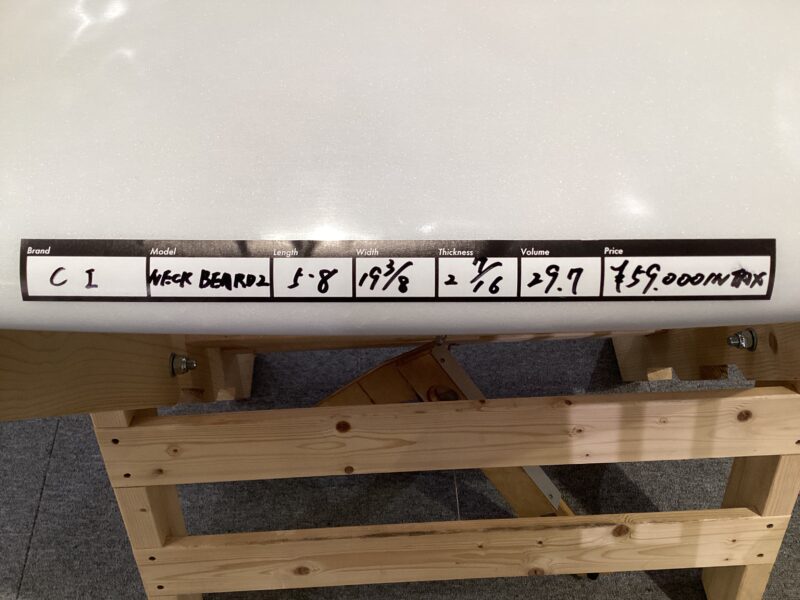 Brand Model Length Width Thickness Volume Price
C I NECK BEARD2 5-8 19 3/8 2 7/16 29.7 ¥59.000 IN TAX